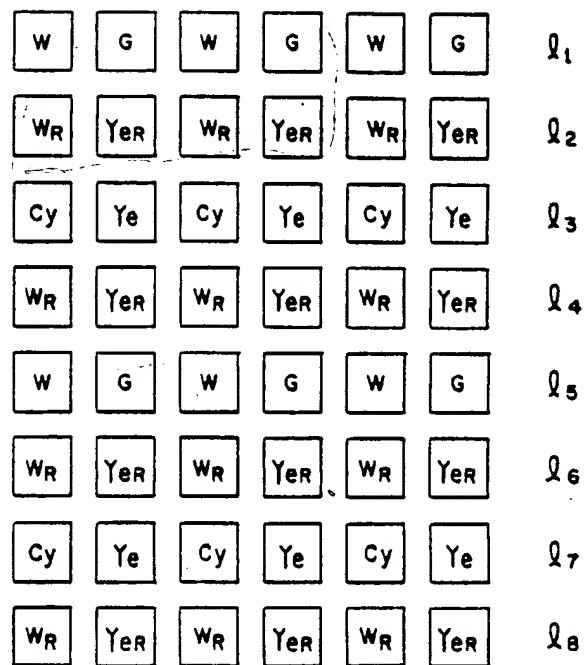 W G W G W G ℓ1
WR YeR WR YeR WR YeR ℓ2
Cy Ye Cy Ye Cy Ye ℓ3
WR YeR WR YeR WR YeR ℓ4
W G W G W G ℓ5
WR YeR WR YeR WR YeR ℓ6
Cy Ye Cy Ye Cy Ye ℓ7
WR YeR WR YeR WR YeR ℓ8